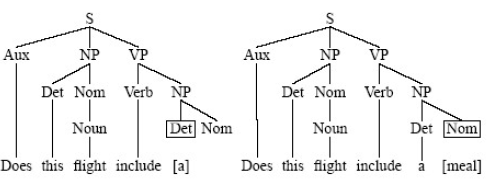 S S
Aux NP VP Aux NP VP
Det Nom Verb NP Det Nom Verb NP
Noun Det Nom Noun Det Nom
Does this flight include [a] Does this flight include a [meal]